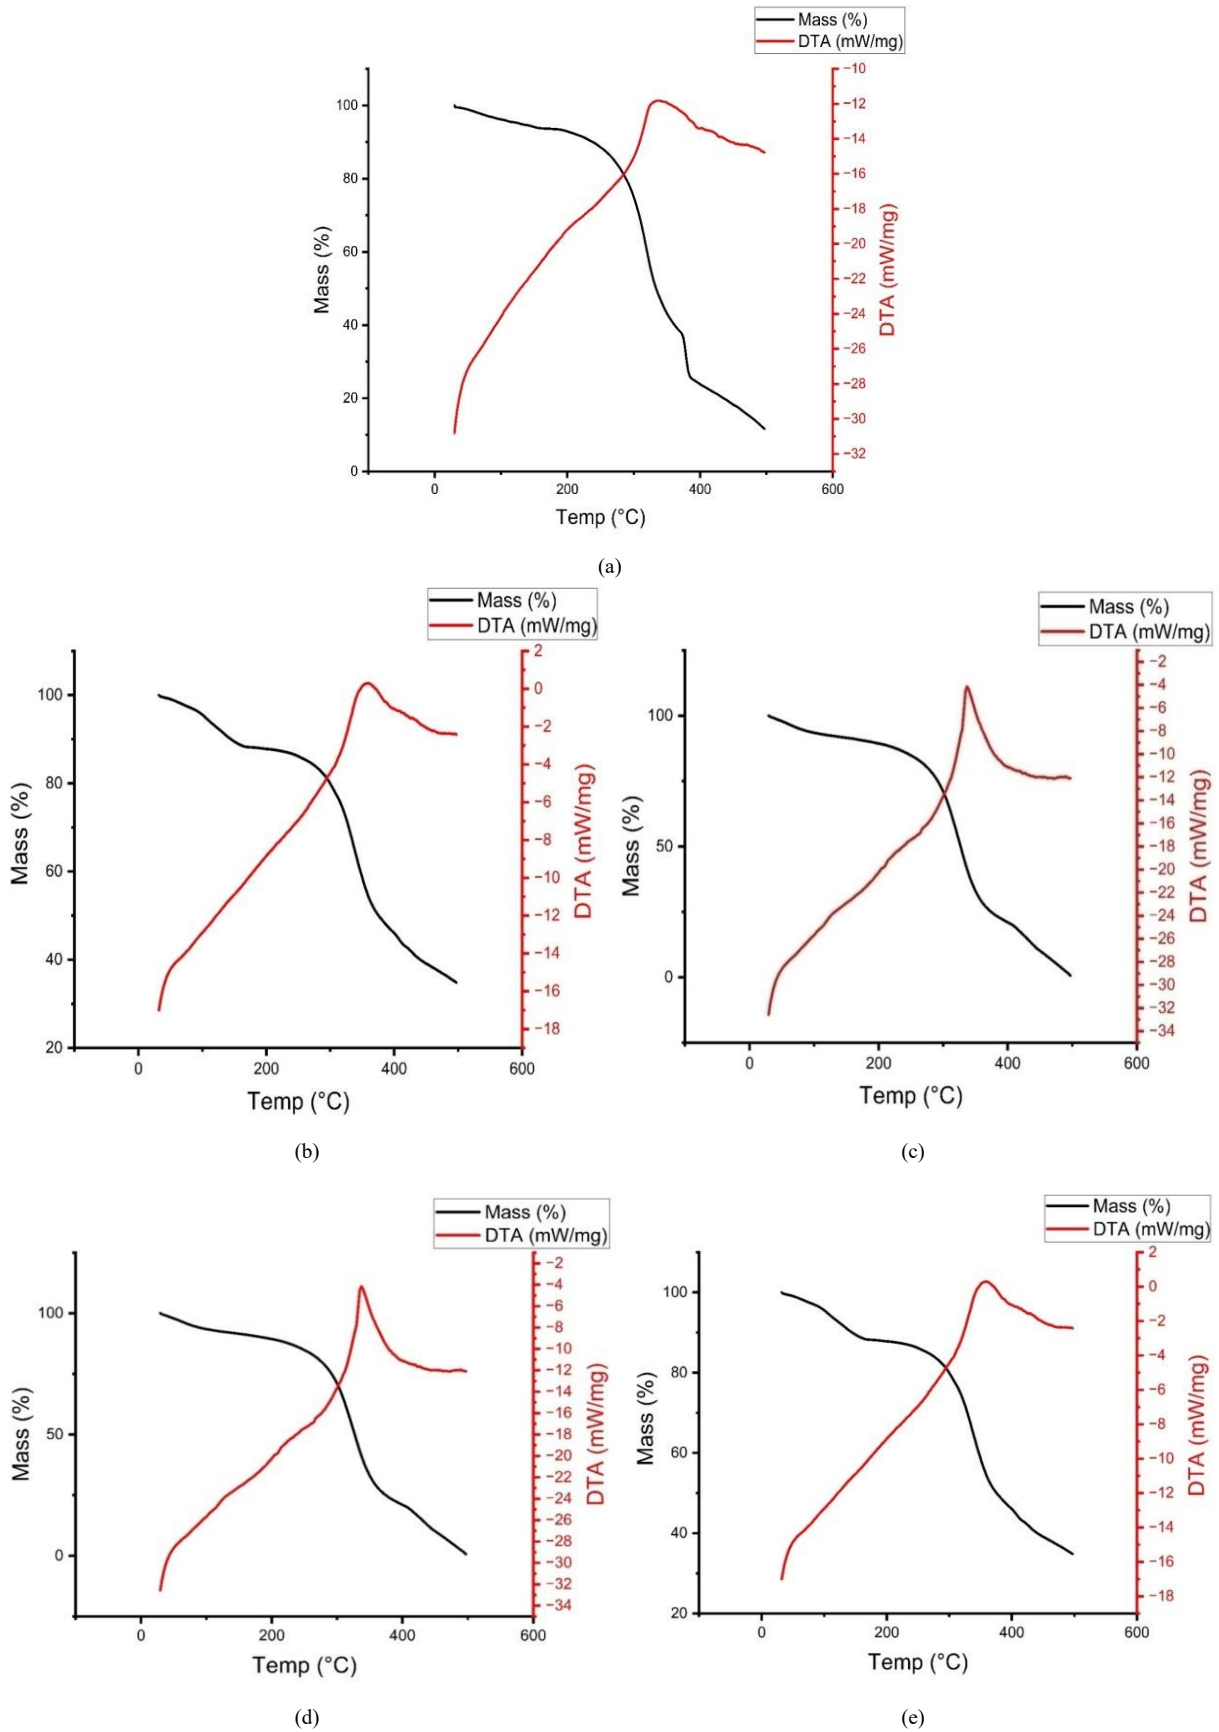 Mass (%)
DTA (mW/mg)
−10
100
−12
−14
80
−16
−18
60
−20
−22
40
−24
−26
20
−28
−30
0
−32
0 200 400 600
Mass (%)
DTA (mW/mg)
Temp (°C)
(a)
Mass (%)
DTA (mW/mg)
2
100
0
−2
80
−4
−6
−8
60
−10
−12
40
−14
−16
20
−18
0 200 400 600
Mass (%)
DTA (mW/mg)
Temp (°C)
(b)
Mass (%)
DTA (mW/mg)
−2
100
−4
−6
−8
−10
−12
−14
50
−16
−18
−20
−22
−24
0
−26
−28
−30
−32
−34
0 200 400 600
Mass (%)
DTA (mW/mg)
Temp (°C)
(c)
Mass (%)
DTA (mW/mg)
−2
100
−4
−6
−8
−10
−12
−14
50
−16
−18
−20
−22
−24
0
−26
−28
−30
−32
−34
0 200 400 600
Mass (%)
DTA (mW/mg)
Temp (°C)
(d)
Mass (%)
DTA (mW/mg)
2
100
0
−2
80
−4
−6
60
−8
−10
40
−12
−14
−16
20
−18
0 200 400 600
Mass (%)
DTA (mW/mg)
Temp (°C)
(e)